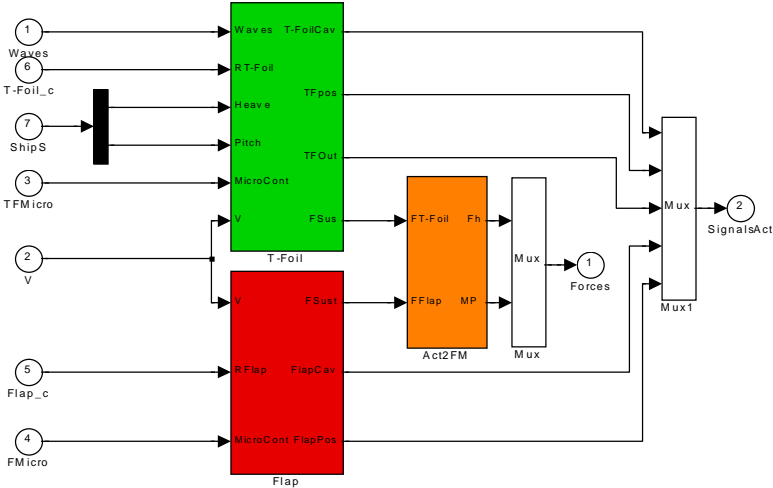 1
Waves
6
T-Foil_c
7
ShipS
3
TFMicro
2
V
5
Flap_c
4
FMicro
Waves
T-FoilCav
RT-Foil
TFpos
Heave
Pitch
TFOut
MicroCont
V
FSus
T-Foil
V
FSust
RFlap
FlapCav
MicroCont
FlapPos
Flap
FT-Foil
Fh
FFlap
MP
Act2FM
Mux
Mux
1
Forces
Mux
Mux1
2
SignalsAct